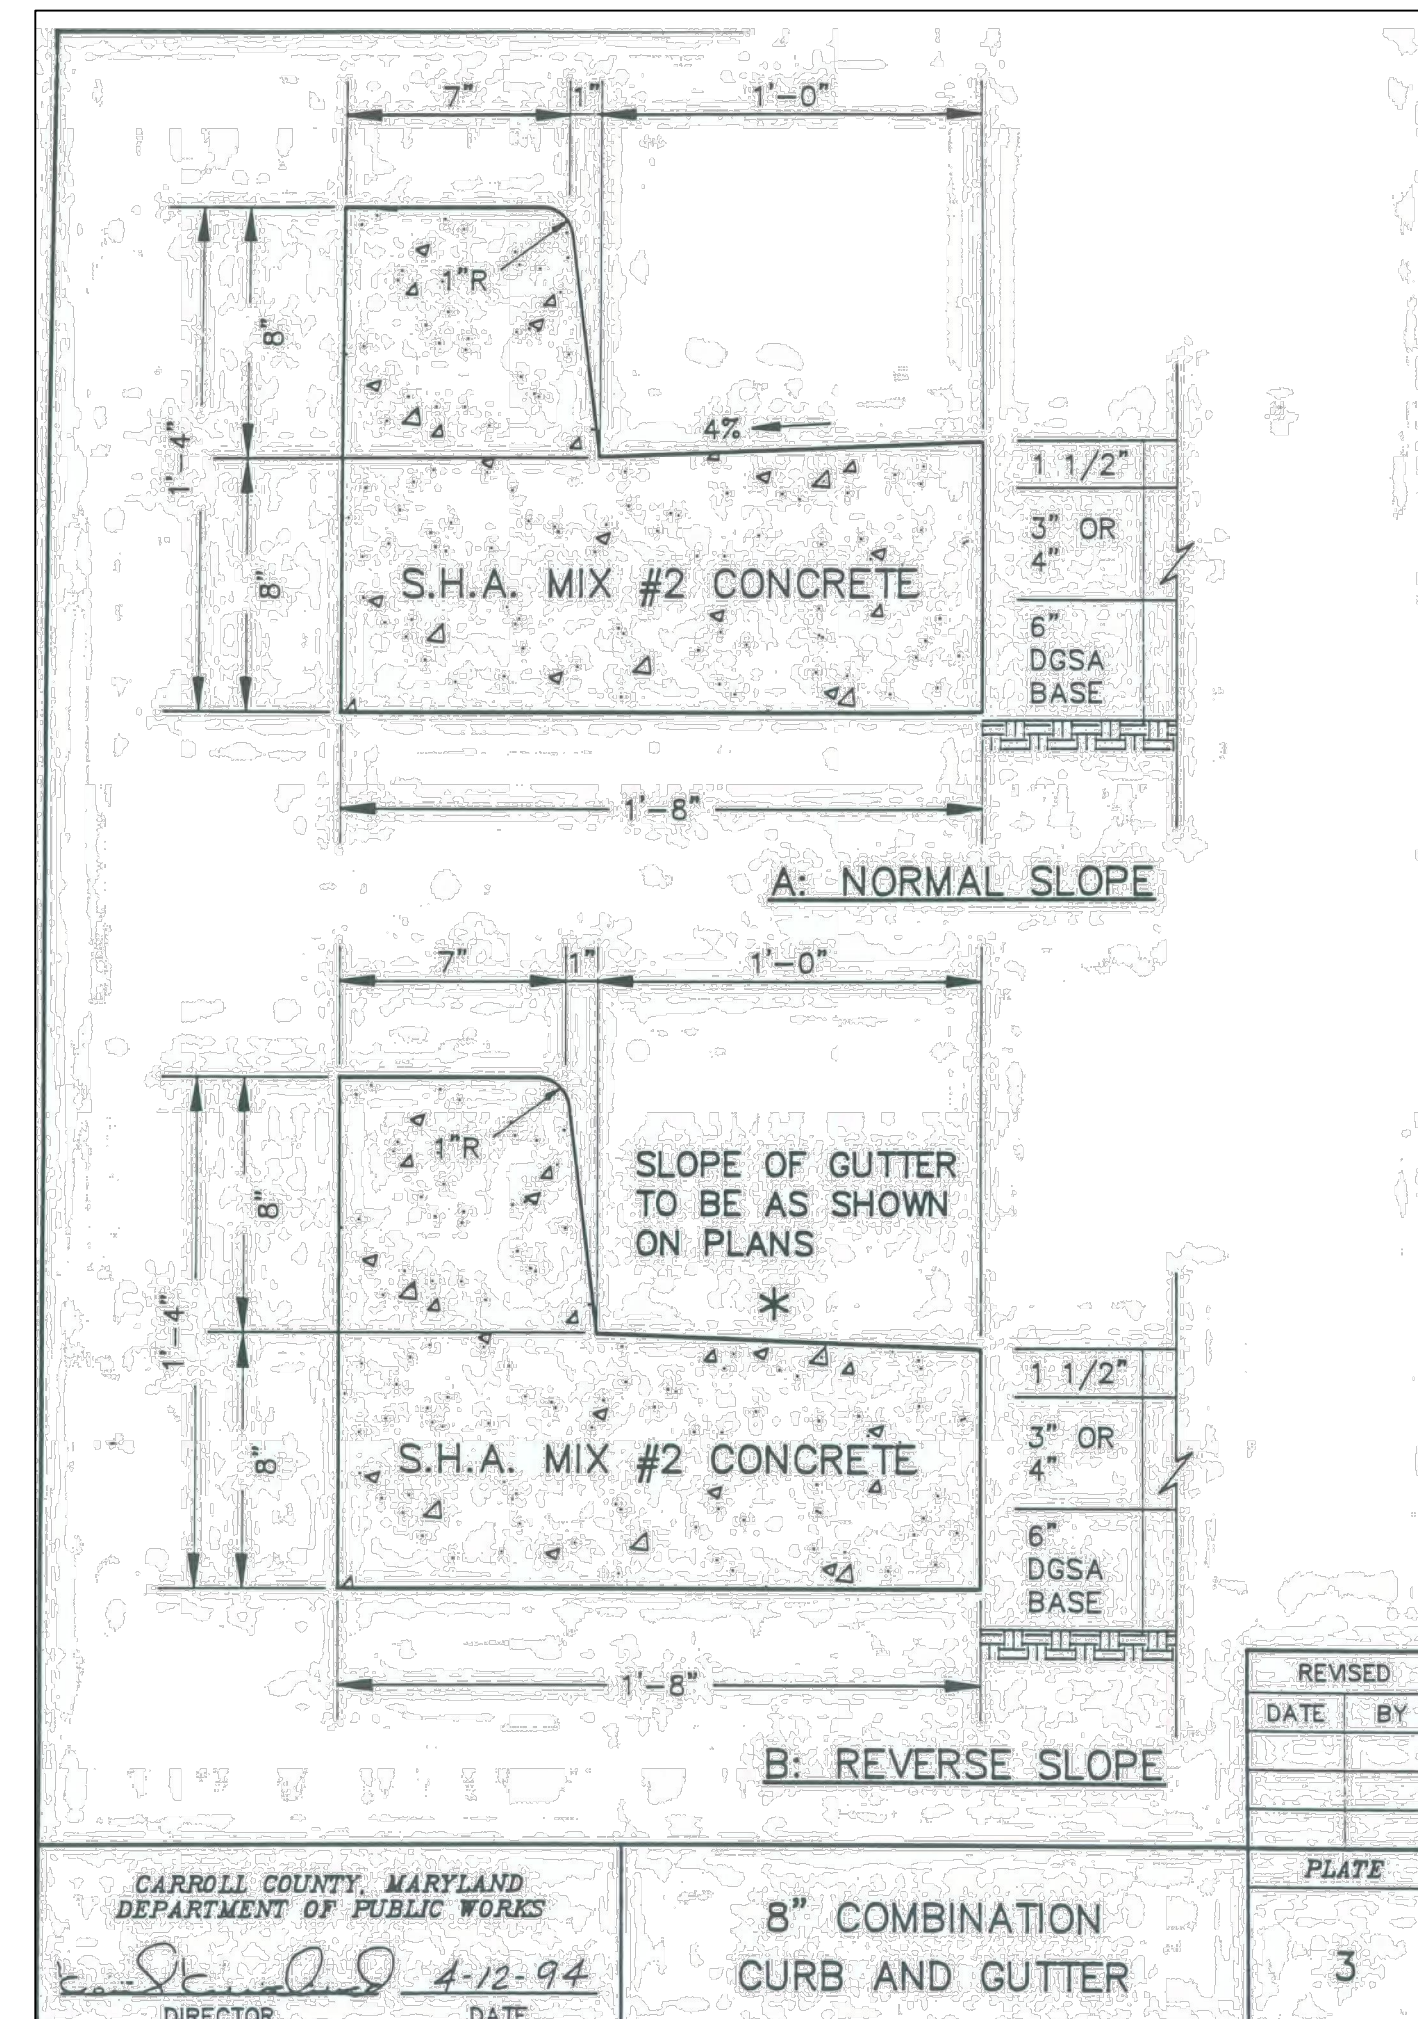 7" 1" 1'-0"
1"R
8"
4%
1'-4"
1 1/2"
3" OR
4"
S.H.A. MIX #2 CONCRETE
8"
6"
DGSA
BASE
1'-8"
A: NORMAL SLOPE
7" 1" 1'-0"
1"R
8"
SLOPE OF GUTTER
TO BE AS SHOWN
ON PLANS
*
1'-4"
1 1/2"
3" OR
4"
S.H.A. MIX #2 CONCRETE
8"
6"
DGSA
BASE
1'-8"
B: REVERSE SLOPE
REVISED
DATE BY
CARROLL COUNTY, MARYLAND
DEPARTMENT OF PUBLIC WORKS
4-12-94
DIRECTOR DATE
8" COMBINATION
CURB AND GUTTER
PLATE
3